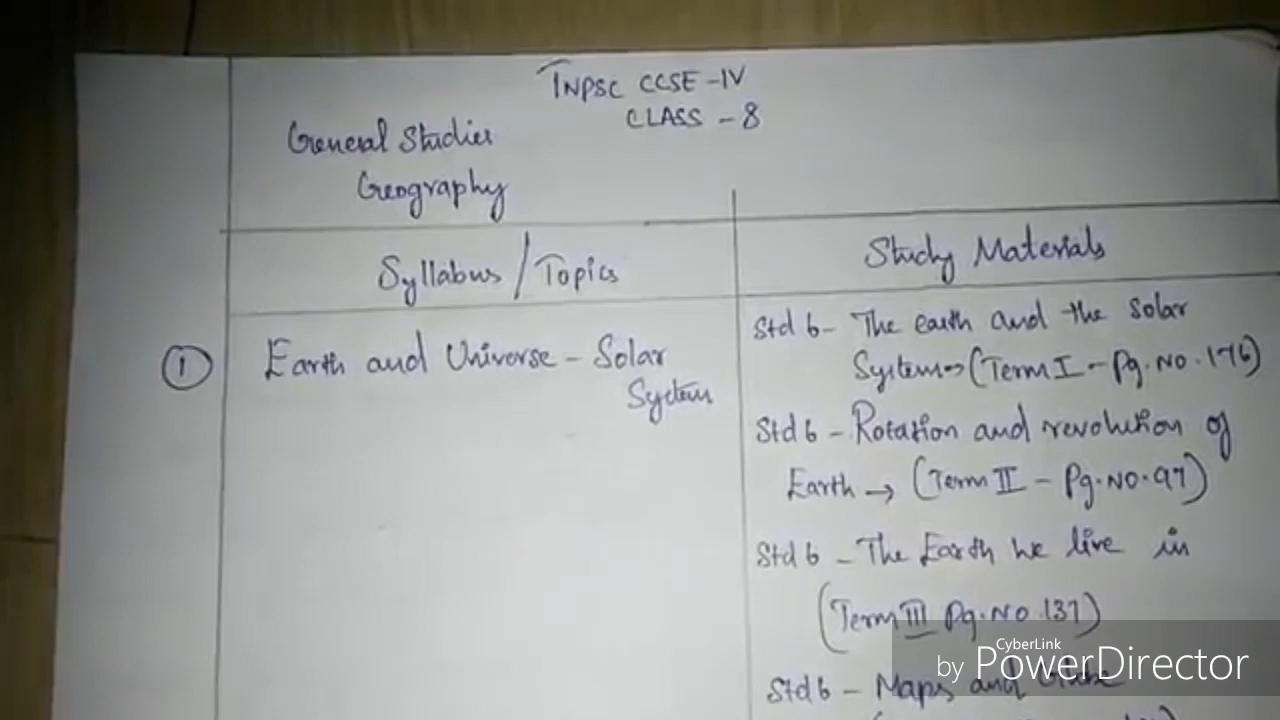 TNPSC CCSE -IV
CLASS - 8
General Studies
Geography
Syllabus / Topics
Study Materials
① Earth and Universe - Solar
System
Std 6 - The earth and the solar
System → (Term I - Pg. No. 176)
Std 6 - Rotation and revolution of
Earth → (Term II - Pg. No. 97)
Std 6 - The Earth we live in
(Term III Pg. No. 137)
Std 6 - Maps and
CyberLink
by PowerDirector